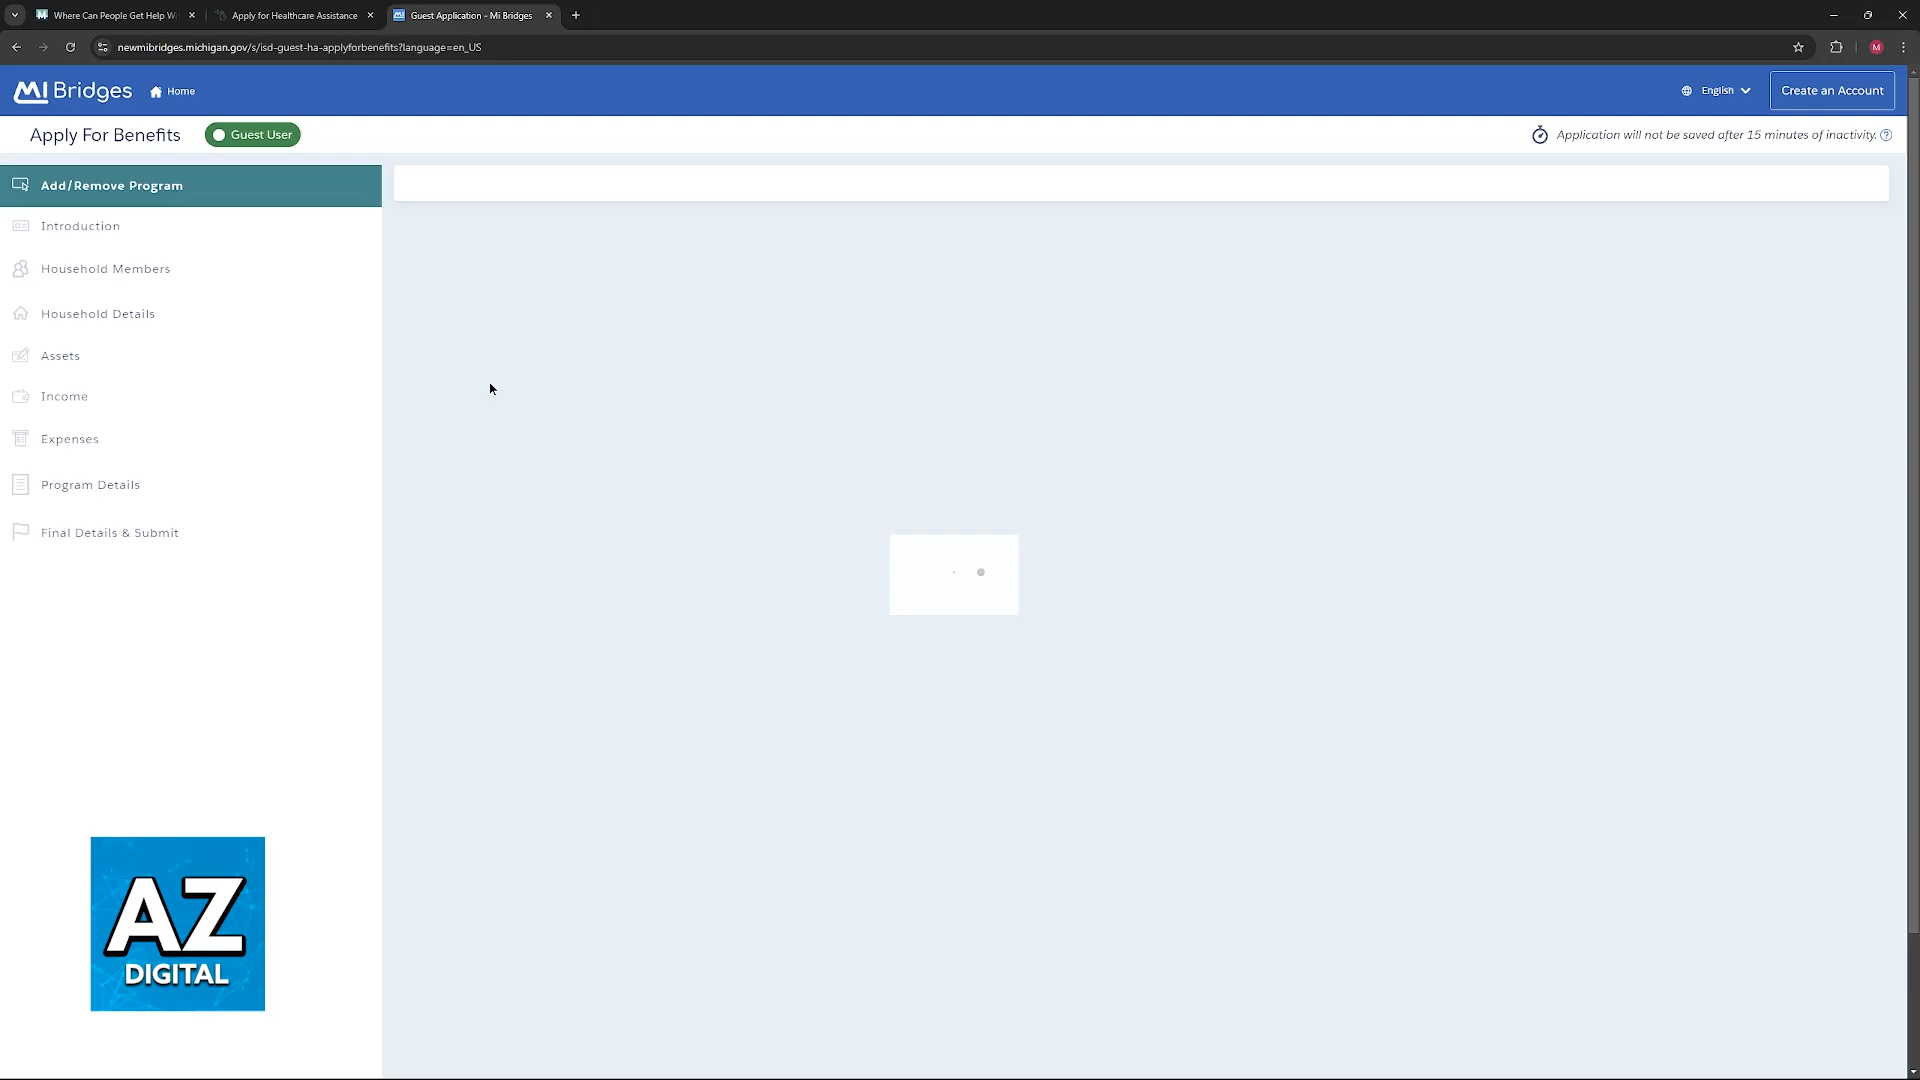 Where Can People Get Help Wi
Apply for Healthcare Assistance
Guest Application - Mi Bridges
newmibridges.michigan.gov/s/isd-guest-ha-applyforbenefits?language=en_US
M
MI Bridges
Home
English
Create an Account
Apply For Benefits
Guest User
Application will not be saved after 15 minutes of inactivity.
Add/Remove Program
Introduction
Household Members
Household Details
Assets
Income
Expenses
Program Details
Final Details & Submit
AZ
DIGITAL